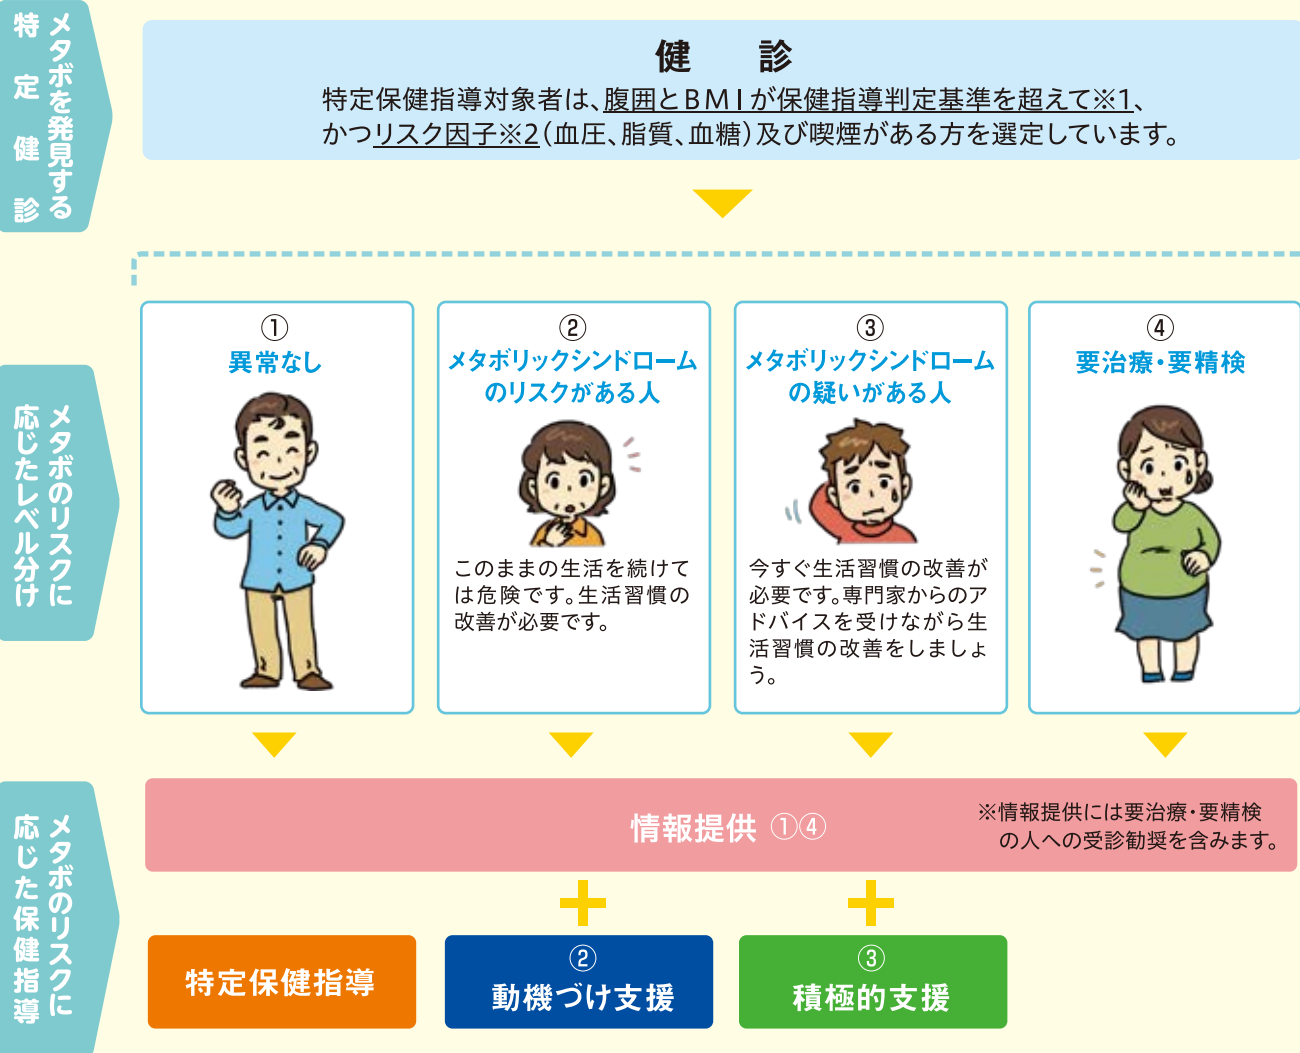 メタボを発見する
特定健診
健　診
特定保健指導対象者は、腹囲とBMIが保健指導判定基準を超えて※1、
かつリスク因子※2(血圧、脂質、血糖)及び喫煙がある方を選定しています。
メタボのリスクに
応じたレベル分け
①
異常なし
②
メタボリックシンドローム
のリスクがある人
このままの生活を続けて
は危険です。生活習慣の
改善が必要です。
③
メタボリックシンドローム
の疑いがある人
今すぐ生活習慣の改善が
必要です。専門家からのア
ドバイスを受けながら生
活習慣の改善をしましょ
う。
④
要治療・要精検
メタボのリスクに
応じた保健指導
情報提供 ①④
※情報提供には要治療・要精検
の人への受診勧奨を含みます。
特定保健指導
②
動機づけ支援
③
積極的支援